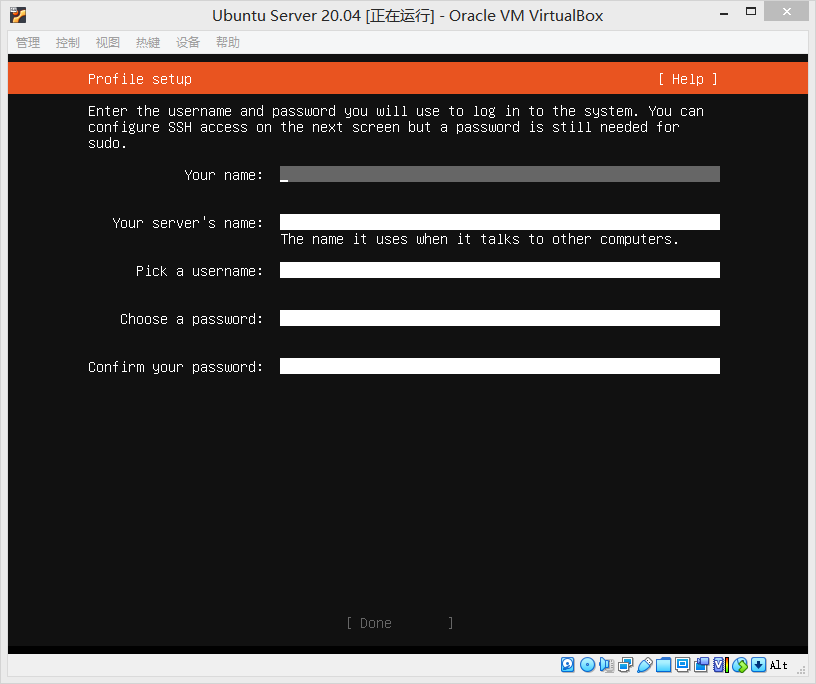 Ubuntu Server 20.04 [正在运行] - Oracle VM VirtualBox
管理 控制 视图 热键 设备 帮助
Profile setup [ Help ]
Enter the username and password you will use to log in to the system. You can
configure SSH access on the next screen but a password is still needed for
sudo.
Your name:
Your server's name:
The name it uses when it talks to other computers.
Pick a username:
Choose a password:
Confirm your password:
[ Done ]
Alt